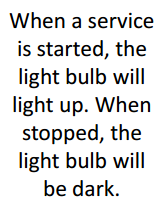 When a service
is started, the
light bulb will
light up. When
stopped, the
light bulb will
be dark.